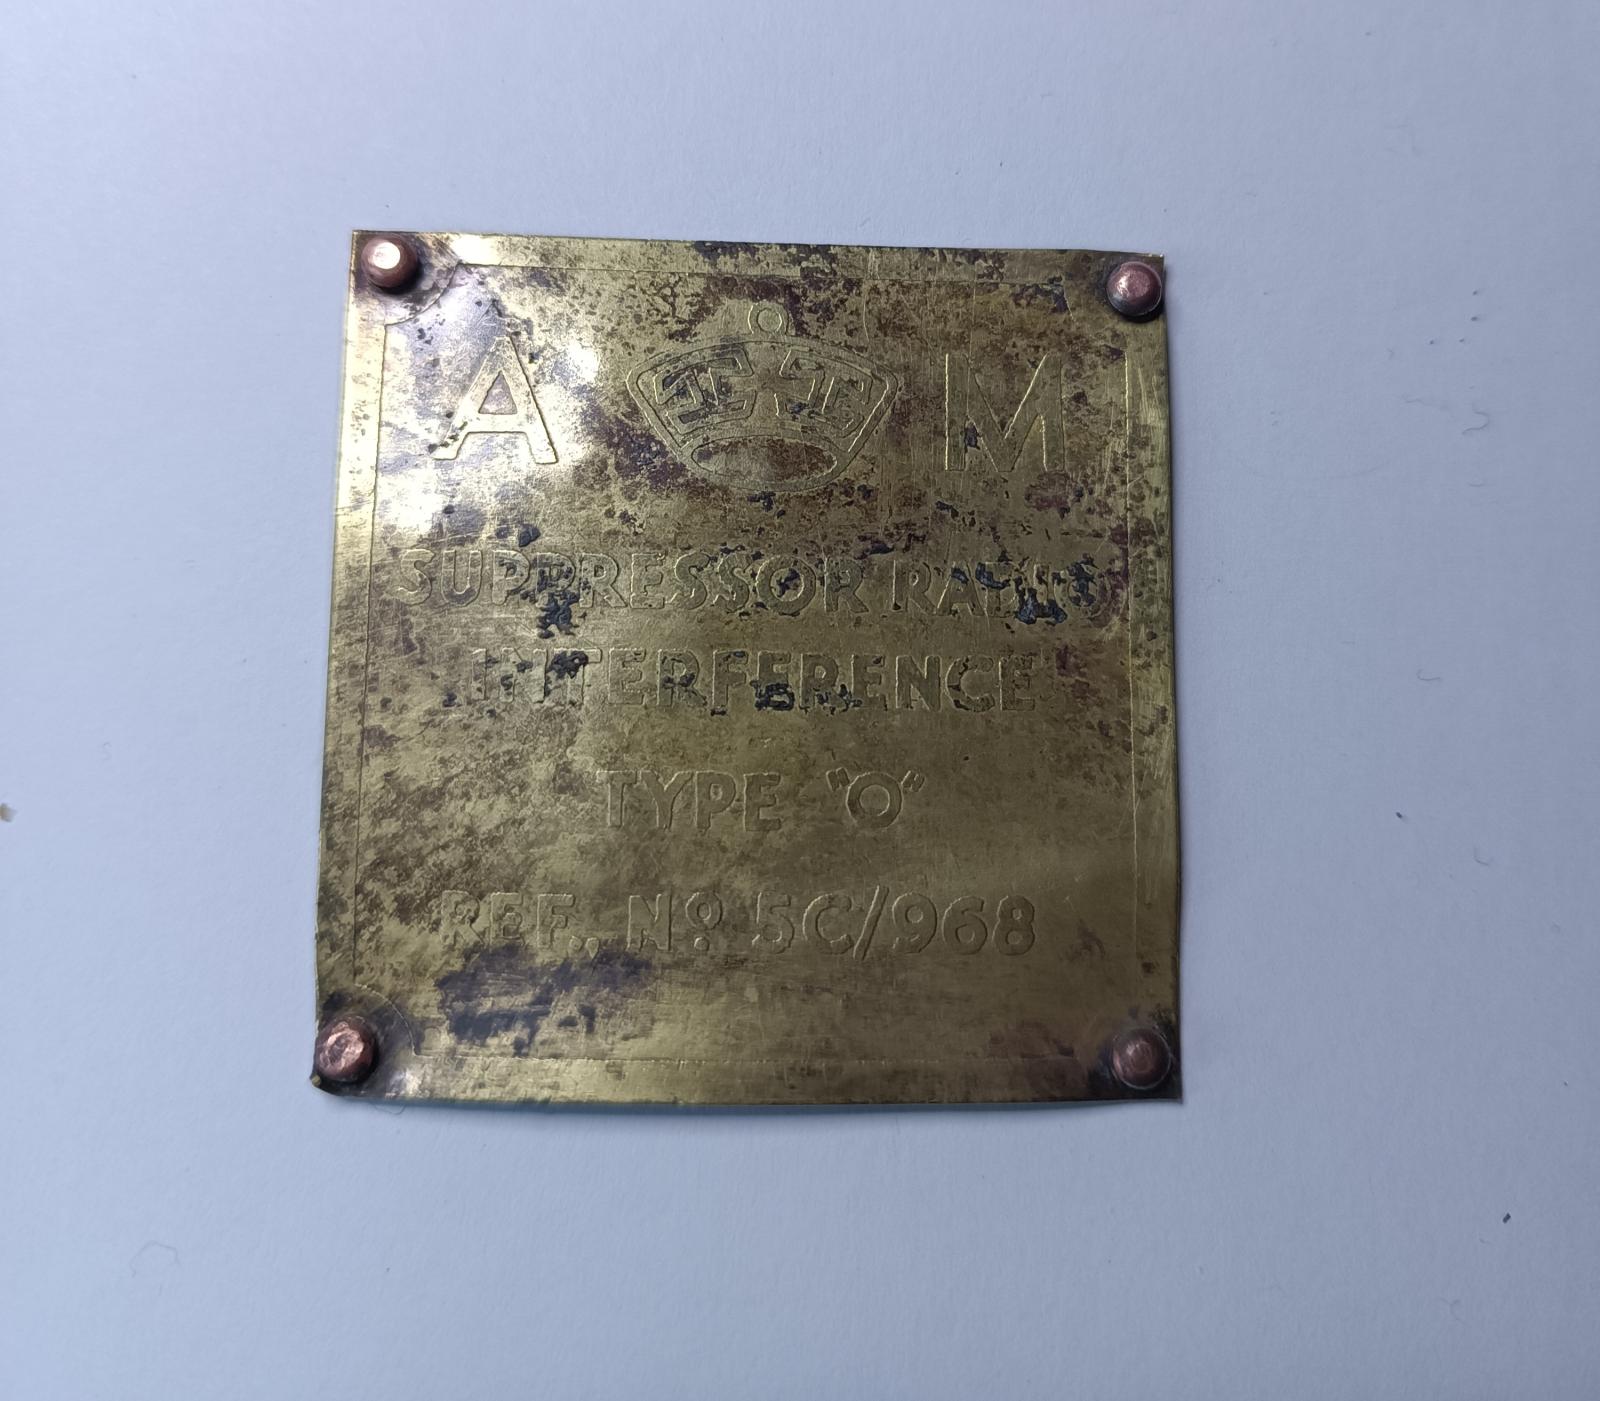 A M
SUPPRESSOR RADIO
INTERFERENCE
TYPE "O"
REF. Nº 5C/968